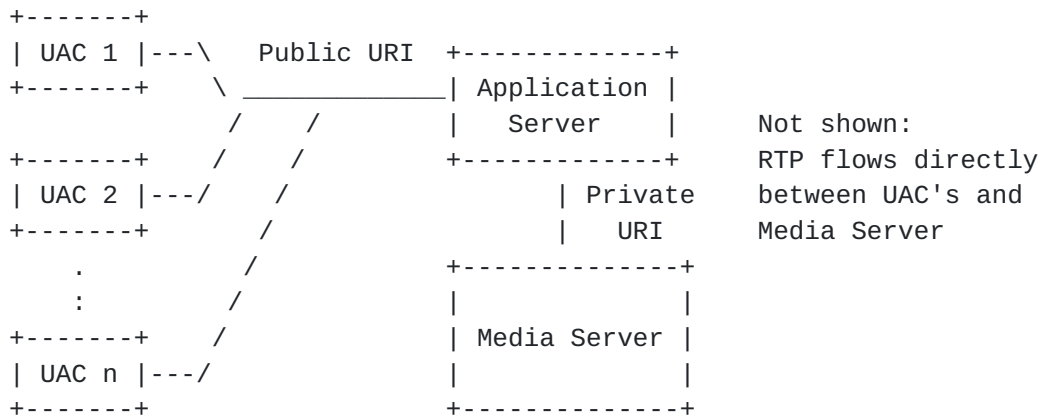 +-------+
| UAC 1 |---\   Public URI  +-------------+
+-------+    \ _____________| Application |
              /    /        |   Server    |     Not shown:
+-------+    /    /         +-------------+     RTP flows directly
| UAC 2 |---/    /                 | Private    between UAC's and
+-------+       /                  |   URI      Media Server
    .          /            +--------------+
    :         /             |              |
+-------+    /              | Media Server |
| UAC n |---/               |              |
+-------+                   +--------------+